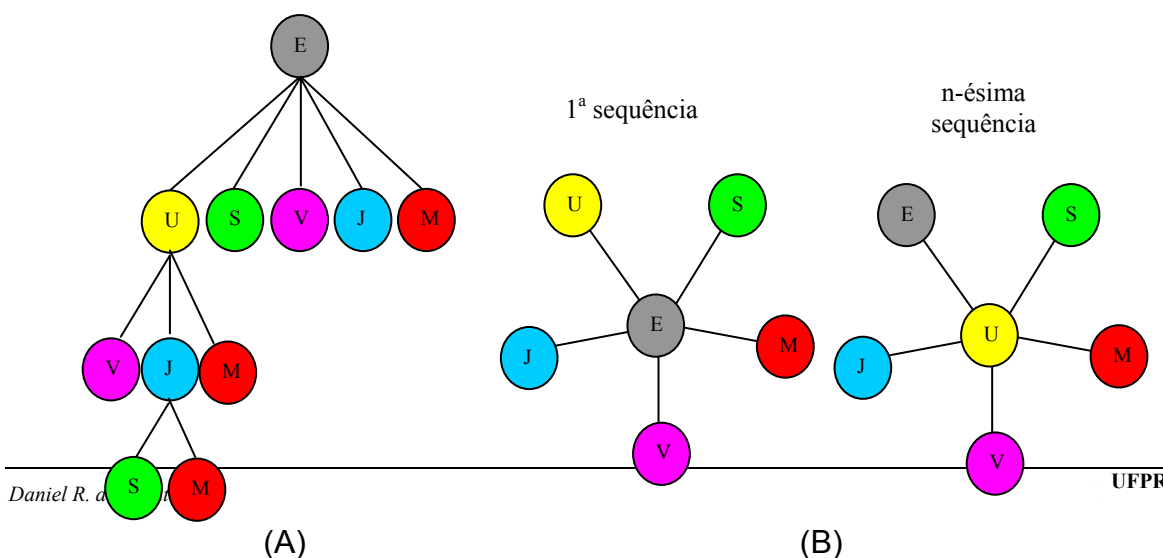 E
1ª sequência
n-ésima
sequência
U
S
V
J
M
U
S
E
S
E
U
J
M
J
M
V
J
M
V
V
S
M
Daniel R. d
UFPR
(A)
(B)